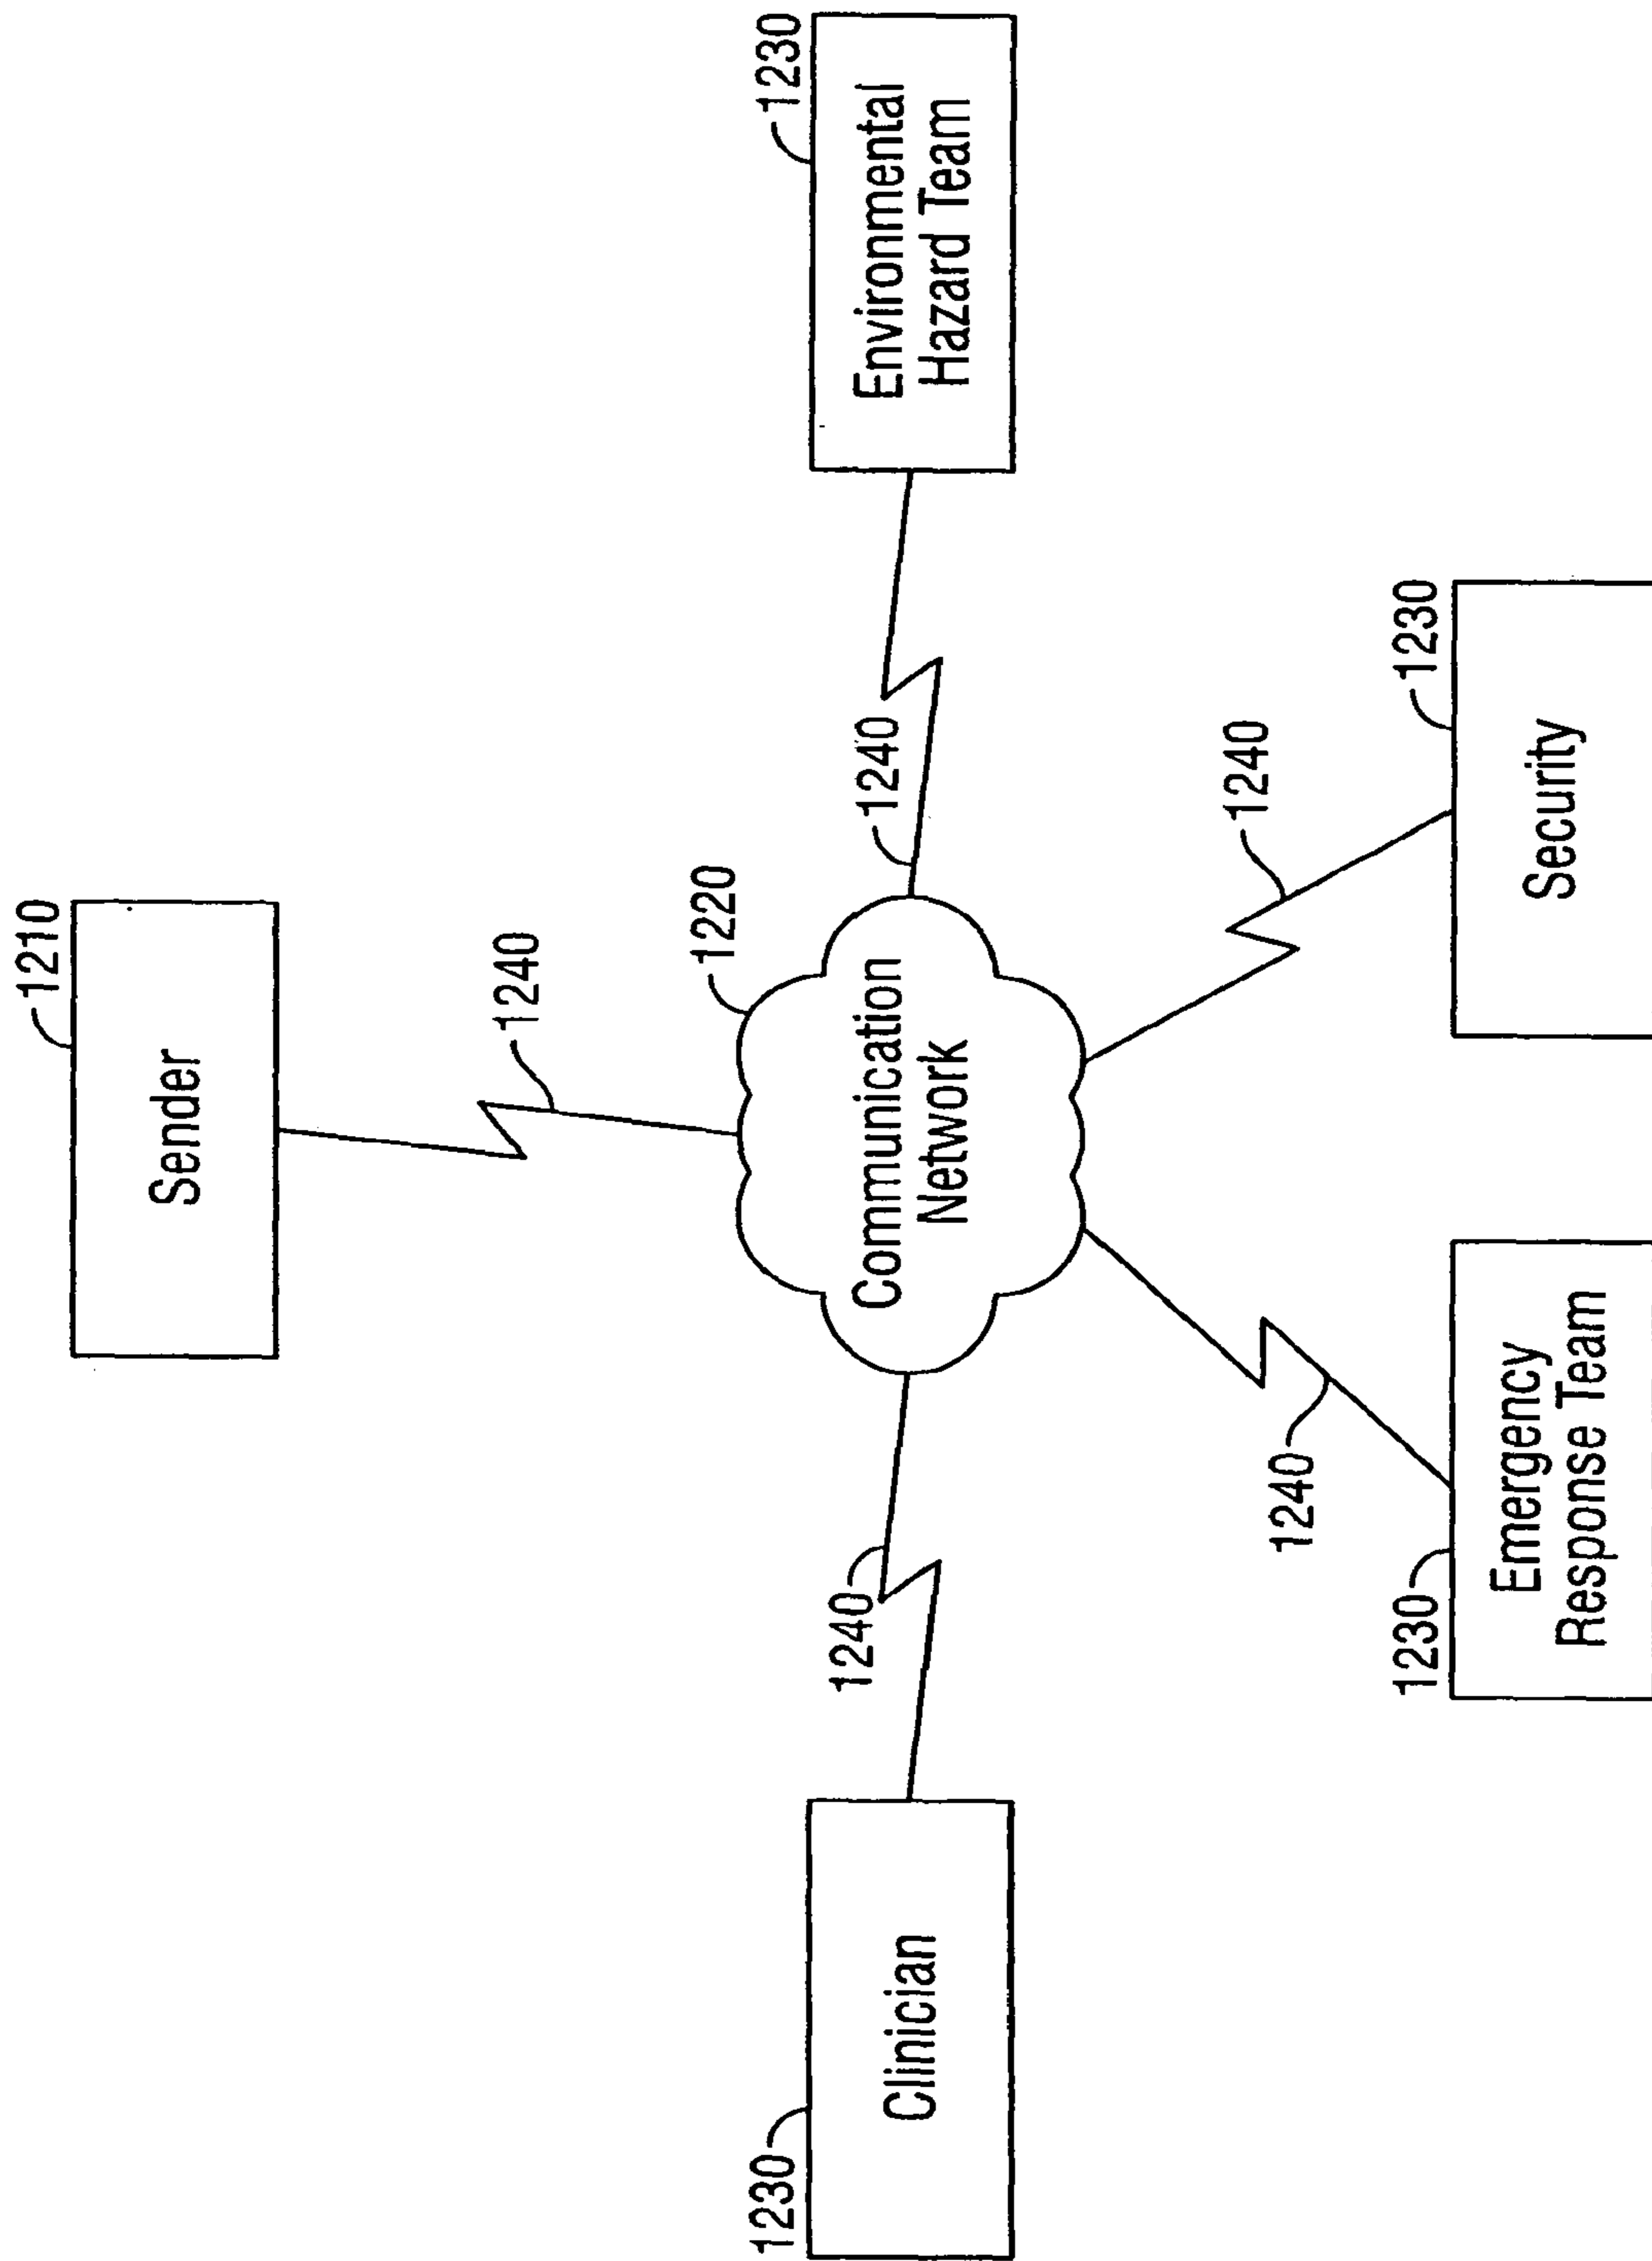 1210
Sender
1240
1220
1230
Clinician
1240
Communication
Network
1240
1230
Environmental
Hazard Team
1240
1240
1230
Emergency
Response Team
1230
Security